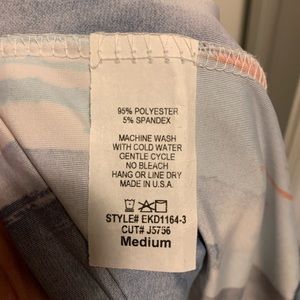 95% POLYESTER
5% SPANDEX
MACHINE WASH
WITH COLD WATER
GENTLE CYCLE
NO BLEACH
HANG OR LINE DRY
MADE IN U.S.A.
STYLE# EKD1164-3
CUT# J5756
Medium